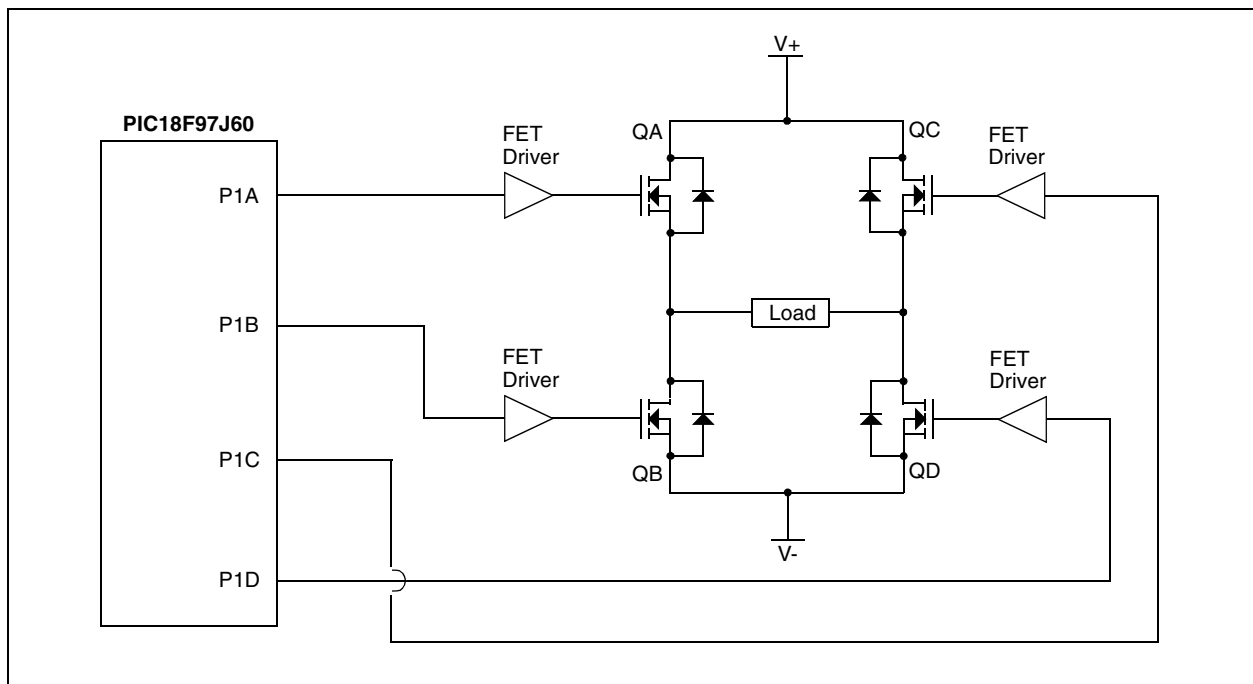 V+
PIC18F97J60
FET
Driver
QA
QC
FET
Driver
P1A
P1B
Load
FET
Driver
FET
Driver
P1C
QB
QD
V-
P1D